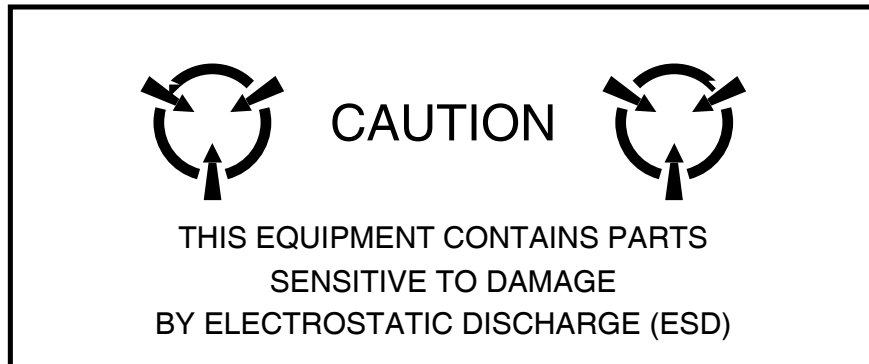 CAUTION
THIS EQUIPMENT CONTAINS PARTS
SENSITIVE TO DAMAGE
BY ELECTROSTATIC DISCHARGE (ESD)